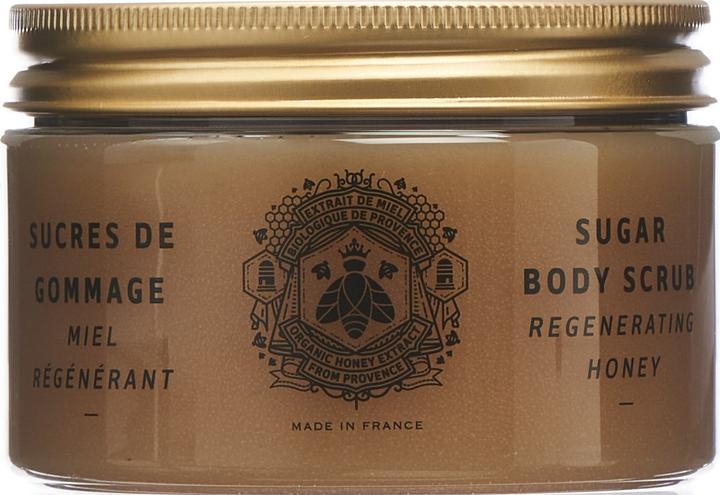 SUCRES DE
GOMMAGE
MIEL
RÉGÉNÉRANT
EXTRAIT DE MIEL
BIOLOGIQUE DE PROVENCE
ORGANIC HONEY EXTRACT
FROM PROVENCE
MADE IN FRANCE
SUGAR
BODY SCRUB
REGENERATING
HONEY